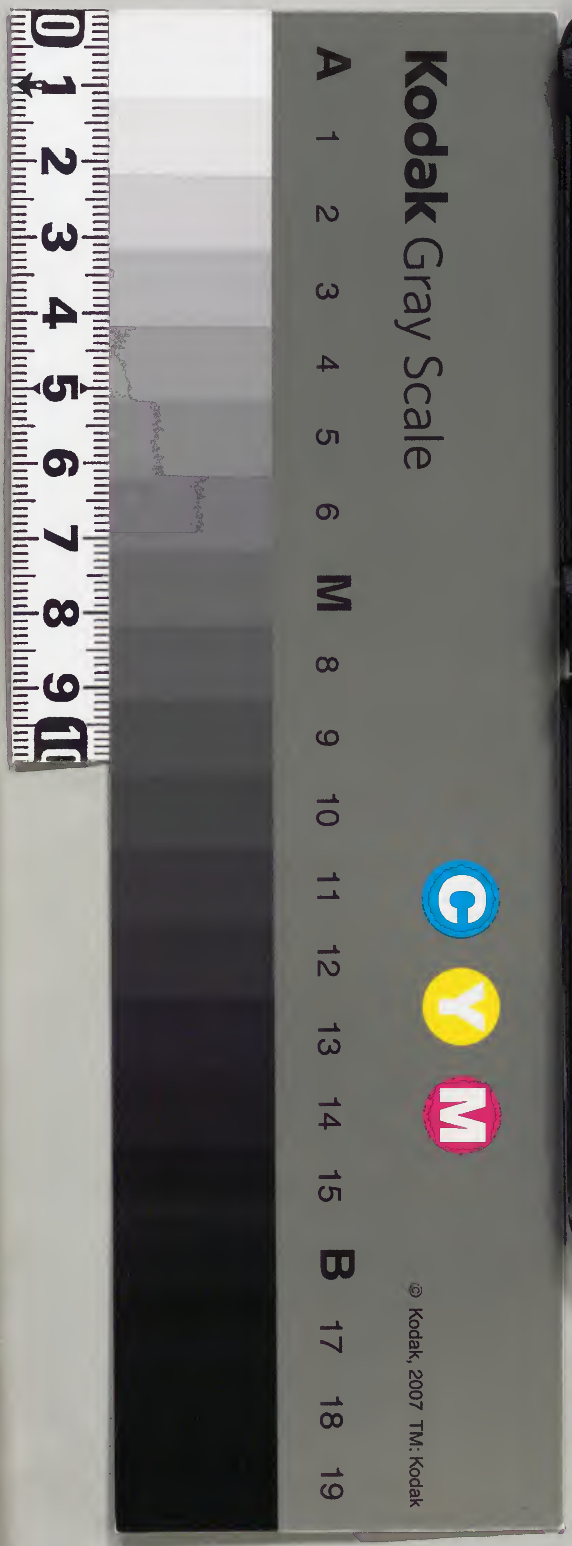 Kodak Gray Scale
C Y M
© Kodak, 2007 TM: Kodak
A 1 2 3 4 5 6 M 8 9 10 11 12 13 14 15 B 17 18 19
0 1 2 3 4 5 6 7 8 9 10